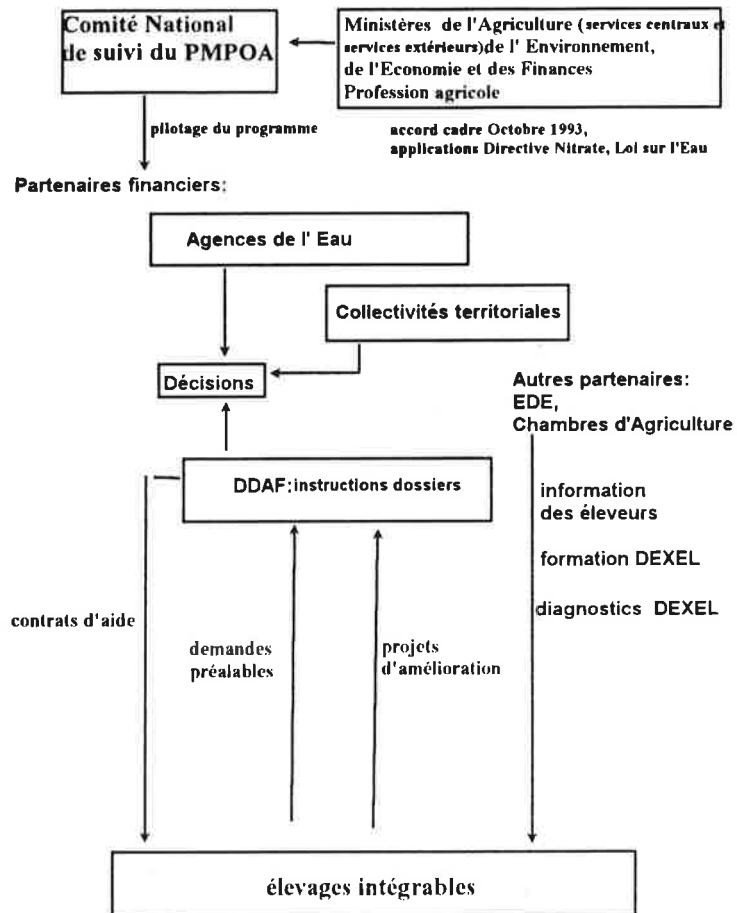 Comité National
de suivi du PMPOA
Ministères de l'Agriculture (services centraux et
services extérieurs)de l' Environnement,
de l'Economie et des Finances
Profession agricole
pilotage du programme
accord cadre Octobre 1993,
applications Directive Nitrate, Loi sur l'Eau
Partenaires financiers:
Agences de l' Eau
Collectivités territoriales
Décisions
Autres partenaires:
EDE,
Chambres d'Agriculture
DDAF:instructions dossiers
information
des éleveurs
formation DEXEL
diagnostics DEXEL
contrats d'aide
demandes
préalables
projets
d'amélioration
élevages intégrables